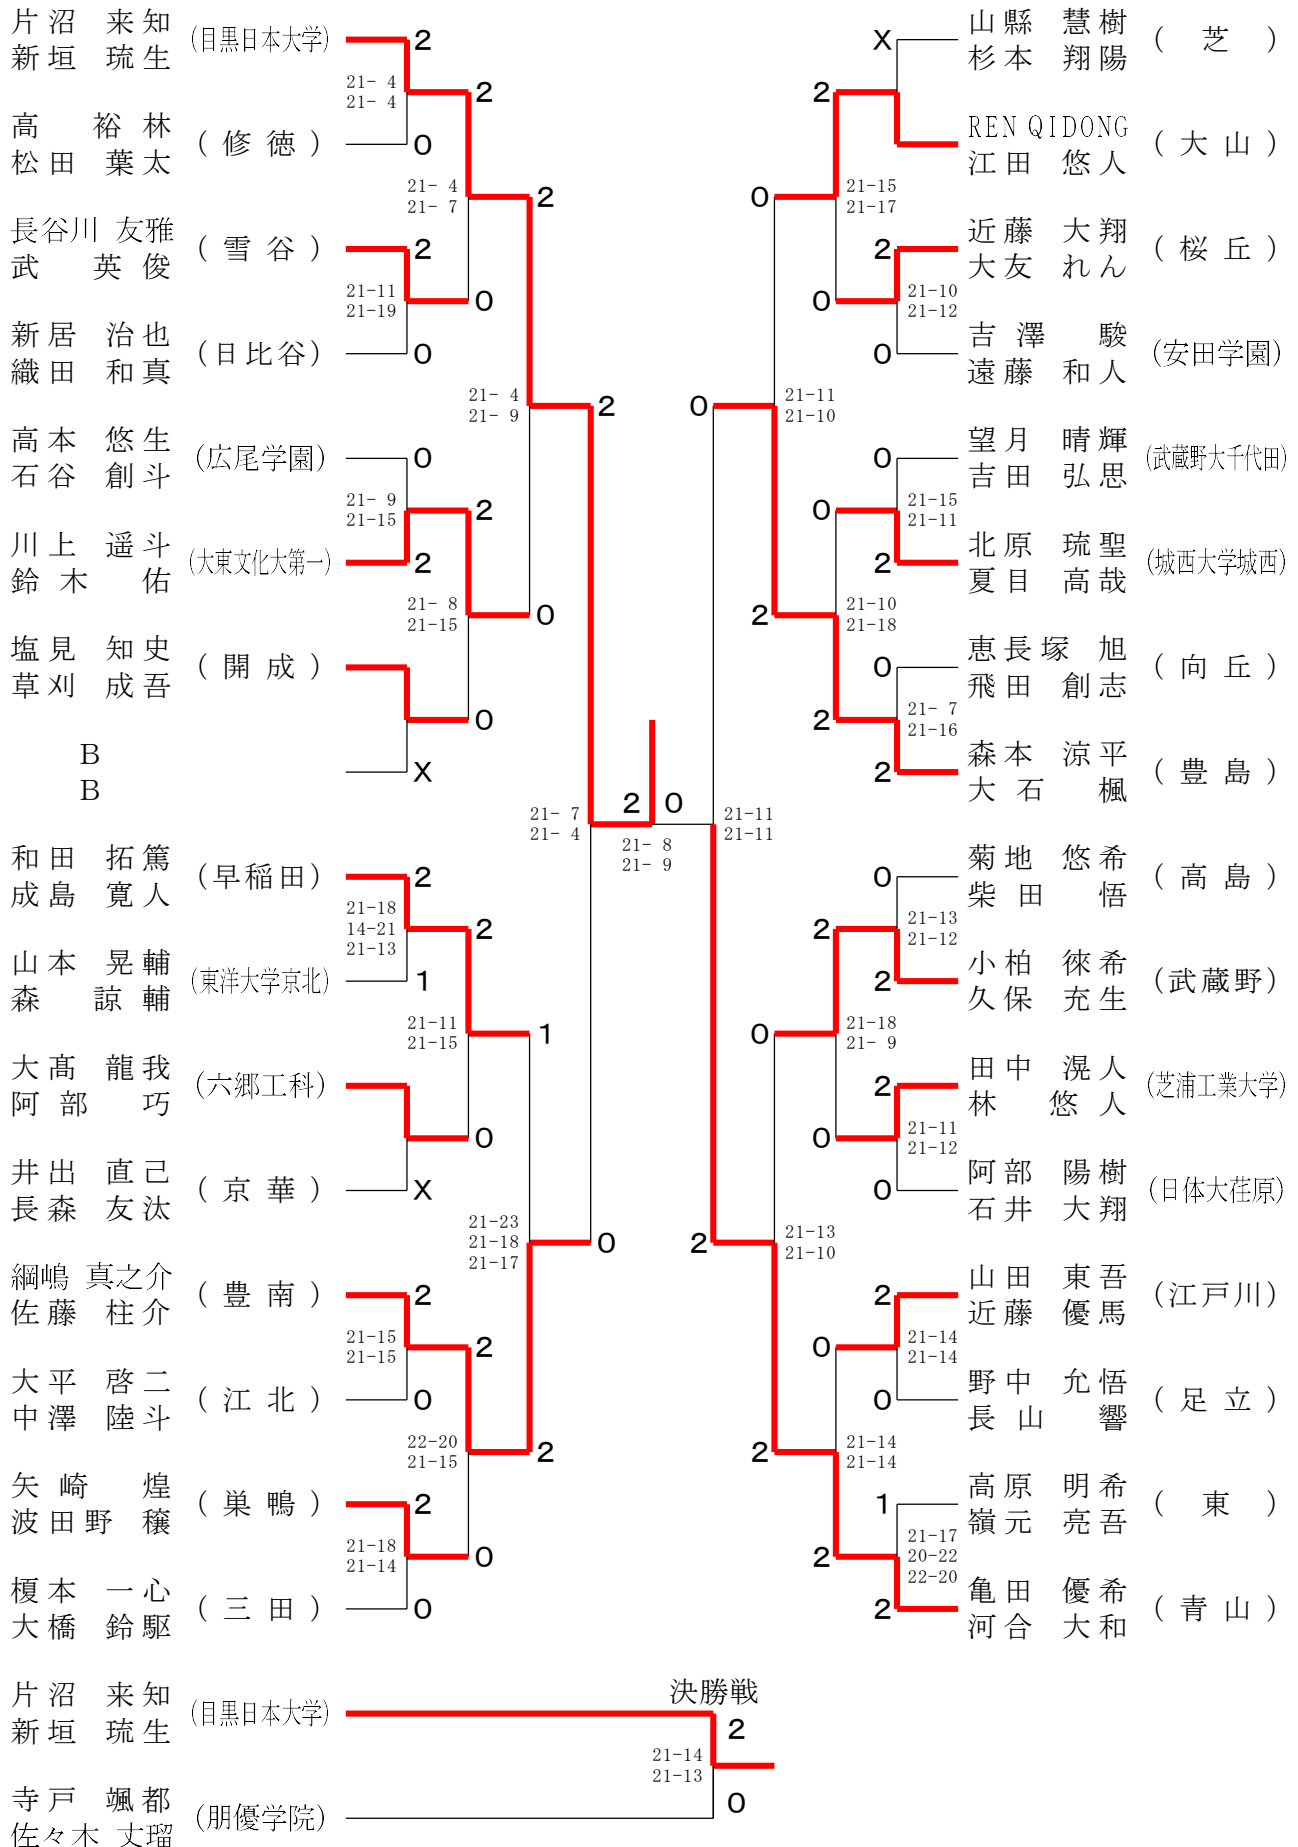 片沼 来知
新垣 琉生
(目黒日本大学)
2
21- 4
21- 4
2
高 裕林
松田 葉太
(修徳)
0
21- 4
21- 7
2
長谷川 友雅
武 英俊
(雪谷)
2
21-11
21-19
0
新居 治也
織田 和真
(日比谷)
0
21- 4
21- 9
2
高本 悠生
石谷 創斗
(広尾学園)
0
21- 9
21-15
2
川上 遥斗
鈴木 佑
(大東文化大第一)
2
21- 8
21-15
0
塩見 知史
草刈 成吾
(開成)
0
B
B
X
21- 7
21- 4
2 0
21- 8
21- 9
和田 拓篤
成島 寛人
(早稲田)
2
21-18
14-21
21-13
2
山本 晃輔
森 諒輔
(東洋大学京北)
1
21-11
21-15
1
大髙 龍我
阿部 巧
(六郷工科)
0
井出 直己
長森 友汰
(京華)
X
21-23
21-18
21-17
0
綱嶋 真之介
佐藤 柱介
(豊南)
2
21-15
21-15
2
大平 啓二
中澤 陸斗
(江北)
0
22-20
21-15
2
矢崎 煌
波田野 穣
(巣鴨)
2
21-18
21-14
0
榎本 一心
大橋 鈴駆
(三田)
0
X
山縣 慧樹
杉本 翔陽
(芝)
2
REN QIDONG
江田 悠人
(大山)
0
21-15
21-17
2
近藤 大翔
大友 れん
(桜丘)
0
21-10
21-12
0
吉澤 駿
遠藤 和人
(安田学園)
0
21-11
21-10
0
望月 晴輝
吉田 弘思
(武蔵野大千代田)
0
21-15
21-11
2
北原 琉聖
夏目 高哉
(城西大学城西)
2
21-10
21-18
0
恵長塚 旭
飛田 創志
(向丘)
2
21- 7
21-16
2
森本 涼平
大石 楓
(豊島)
21-11
21-11
0
菊地 悠希
柴田 悟
(高島)
2
21-13
21-12
2
小柏 徠希
久保 充生
(武蔵野)
0
21-18
21- 9
2
田中 滉人
林 悠人
(芝浦工業大学)
0
21-11
21-12
0
阿部 陽樹
石井 大翔
(日体大荏原)
2
21-13
21-10
2
山田 東吾
近藤 優馬
(江戸川)
0
21-14
21-14
0
野中 允悟
長山 響
(足立)
2
21-14
21-14
1
高原 明希
嶺元 亮吾
(東)
2
21-17
20-22
22-20
2
亀田 優希
河合 大和
(青山)
決勝戦
片沼 来知
新垣 琉生
(目黒日本大学)
2
21-14
21-13
寺戸 颯都
佐々木 丈瑠
(朋優学院)
0